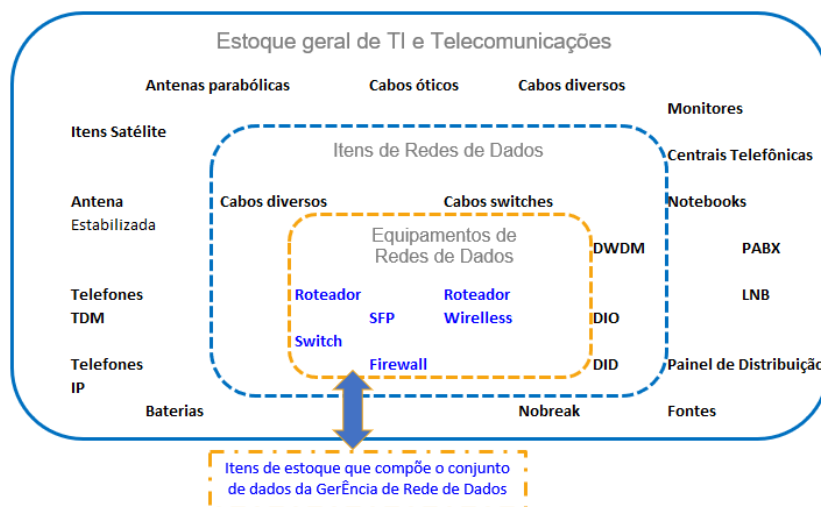 Estoque geral de TI e Telecomunicações
Antenas parabólicas Cabos óticos Cabos diversos
Monitores
Itens Satélite
Itens de Redes de Dados
Centrais Telefônicas
Antena Cabos diversos Cabos switches Notebooks
Estabilizada
Equipamentos de
Redes de Dados
DWDM PABX
Telefones Roteador Roteador LNB
TDM SFP Wirelless DIO
Switch
Telefones Firewall DID Painel de Distribuição
IP
Baterias Nobreak Fontes
Itens de estoque que compõe o conjunto
de dados da GerÊncia de Rede de Dados